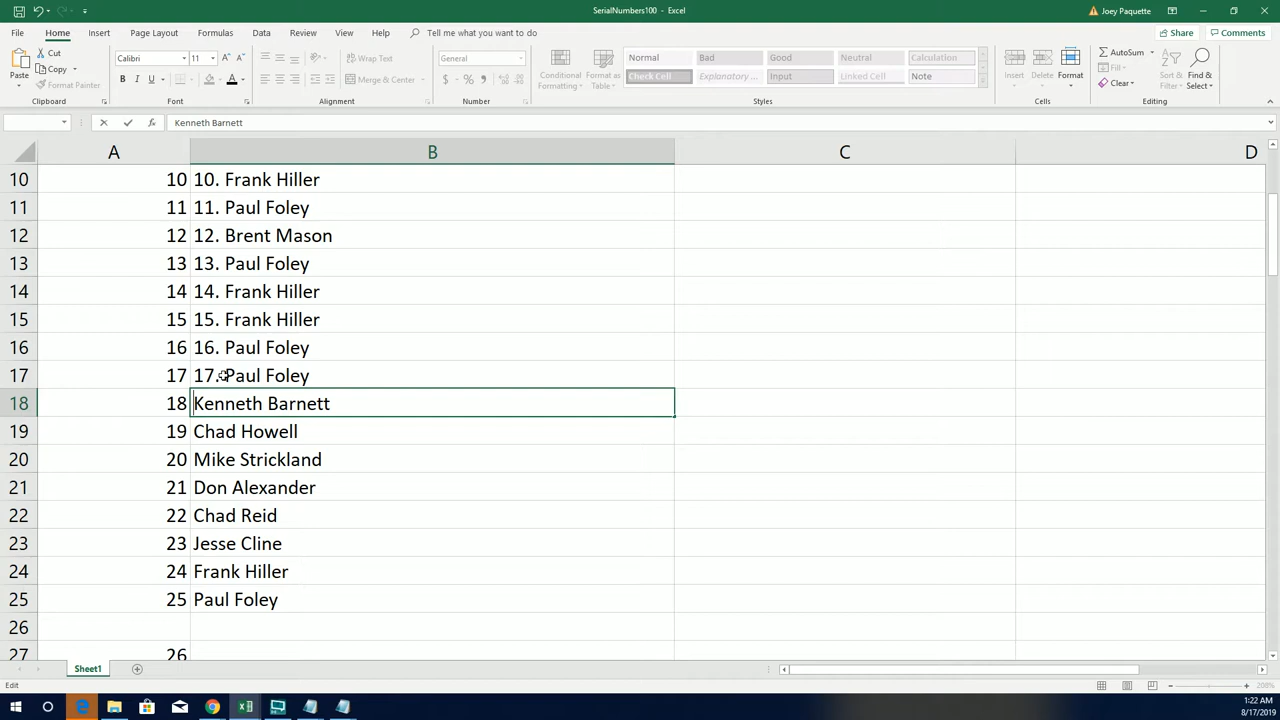 SerialNumbers100 - Excel
Joey Paquette
File Home Insert Page Layout Formulas Data Review View Help Tell me what you want to do Share Comments
Paste Cut Copy Format Painter Clipboard
Calibri 11 A A B I U A Font
Wrap Text Merge & Center Alignment
General $ % , Number
Conditional Formatting Format as Table
Normal Bad Good Neutral Calculation
Check Cell Explanatory ... Input Linked Cell Note
Styles
Insert Delete Format Cells
AutoSum Fill Clear Sort & Filter Find & Select Editing
fx Kenneth Barnett
A B C D
10 10 10. Frank Hiller
11 11 11. Paul Foley
12 12 12. Brent Mason
13 13 13. Paul Foley
14 14 14. Frank Hiller
15 15 15. Frank Hiller
16 16 16. Paul Foley
17 17 17. Paul Foley
18 18 Kenneth Barnett
19 19 Chad Howell
20 20 Mike Strickland
21 21 Don Alexander
22 22 Chad Reid
23 23 Jesse Cline
24 24 Frank Hiller
25 25 Paul Foley
26
27 26
Sheet1
Edit 208%
1:22 AM
8/17/2019